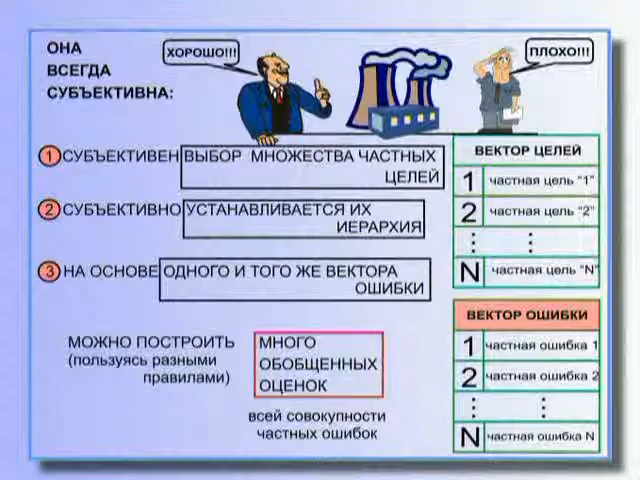 ОНА
ВСЕГДА
СУБЪЕКТИВНА:
ХОРОШО!!!
ПЛОХО!!!
1 СУБЪЕКТИВЕН ВЫБОР МНОЖЕСТВА ЧАСТНЫХ
ЦЕЛЕЙ
2 СУБЪЕКТИВНО УСТАНАВЛИВАЕТСЯ ИХ
ИЕРАРХИЯ
3 НА ОСНОВЕ ОДНОГО И ТОГО ЖЕ ВЕКТОРА
ОШИБКИ
МОЖНО ПОСТРОИТЬ
(пользуясь разными
правилами)
МНОГО
ОБОБЩЕННЫХ
ОЦЕНОК
всей совокупности
частных ошибок
ВЕКТОР ЦЕЛЕЙ
1 частная цель "1"
2 частная цель "2"
⋮ ⋮
N частная цель "N"
ВЕКТОР ОШИБКИ
1 частная ошибка 1
2 частная ошибка 2
⋮ ⋮
N частная ошибка N